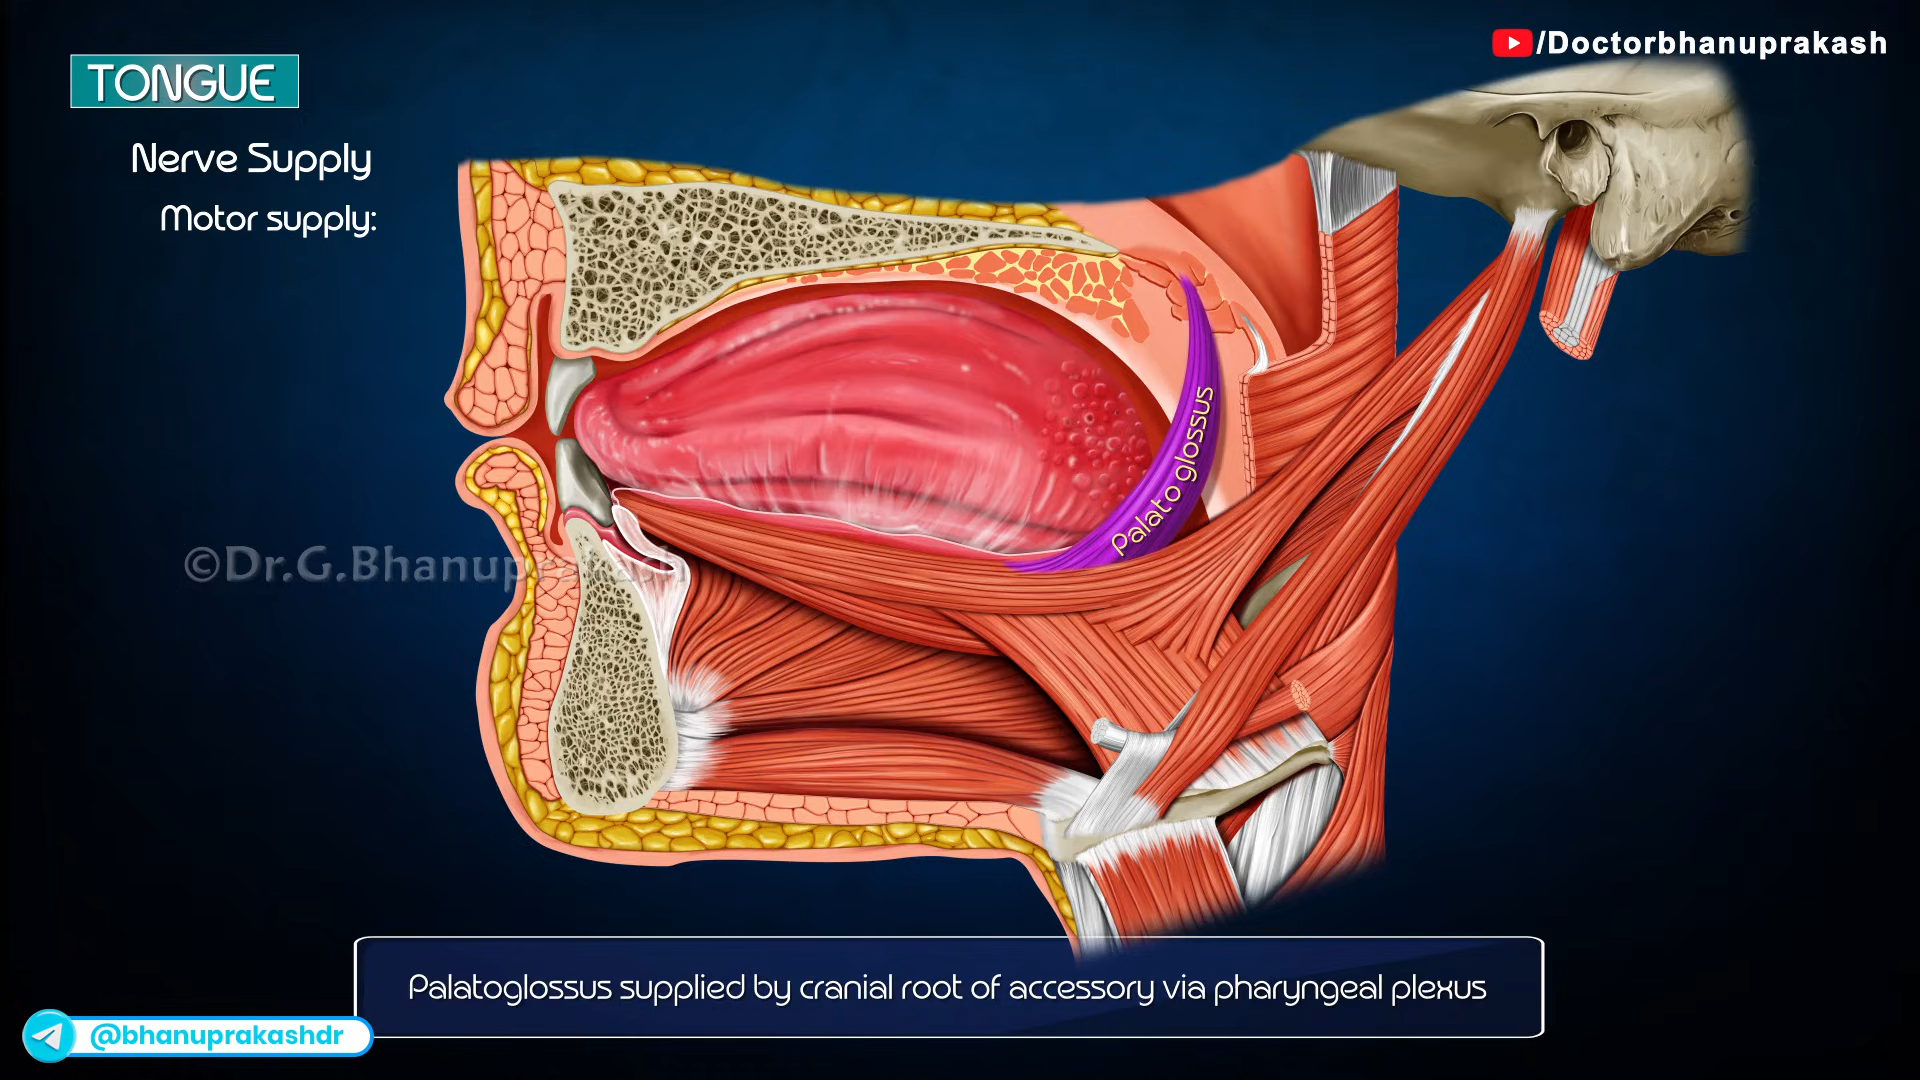 /Doctorbhanuprakash
TONGUE
Nerve Supply
Motor supply:
Palato glossus
©Dr.G.Bhanuprakash
Palatoglossus supplied by cranial root of accessory via pharyngeal plexus
@bhanuprakashdr